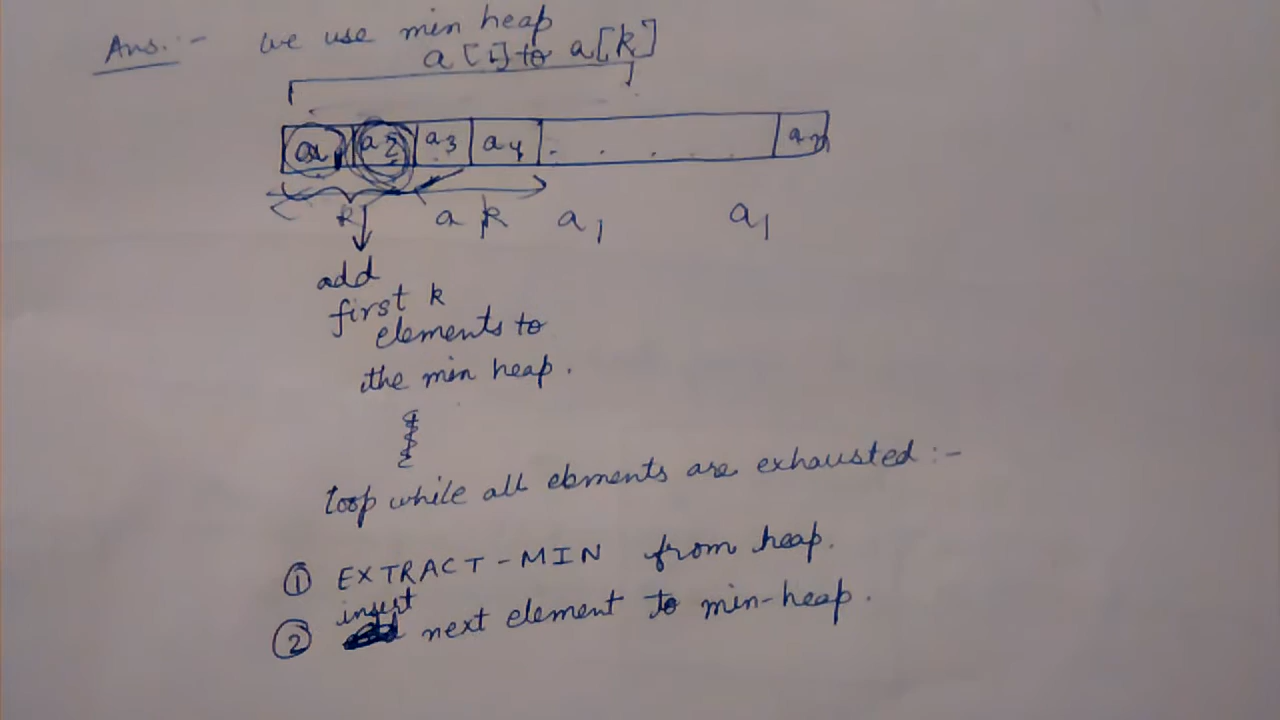 Ans. :- we use min heap
a[1] to a[k]
a1 a2 a3 a4 . . . . . an
k a k a1 a1
add
first k
elements to
the min heap.
loop while all elements are exhausted :-
① EXTRACT-MIN from heap.
insert
② next element to min-heap.